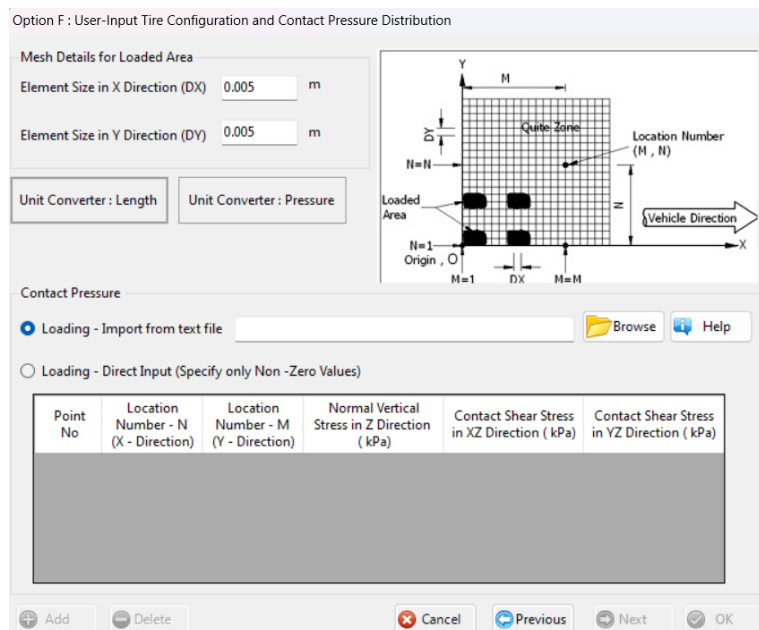 Option F : User-Input Tire Configuration and Contact Pressure Distribution
Mesh Details for Loaded Area
Element Size in X Direction (DX) 0.005 m
Element Size in Y Direction (DY) 0.005 m
Unit Converter : Length Unit Converter : Pressure
Y
M
DY
Quite Zone
Location Number
(M , N)
N=N
Loaded
Area
N
Vehicle Direction
N=1
X
Origin , O
M=1 DX M=M
Contact Pressure
Loading - Import from text file Browse Help
Loading - Direct Input (Specify only Non -Zero Values)
Point
No
Location
Number - N
(X - Direction)
Location
Number - M
(Y - Direction)
Normal Vertical
Stress in Z Direction
( kPa)
Contact Shear Stress
in XZ Direction ( kPa)
Contact Shear Stress
in YZ Direction ( kPa)
Add Delete Cancel Previous Next OK